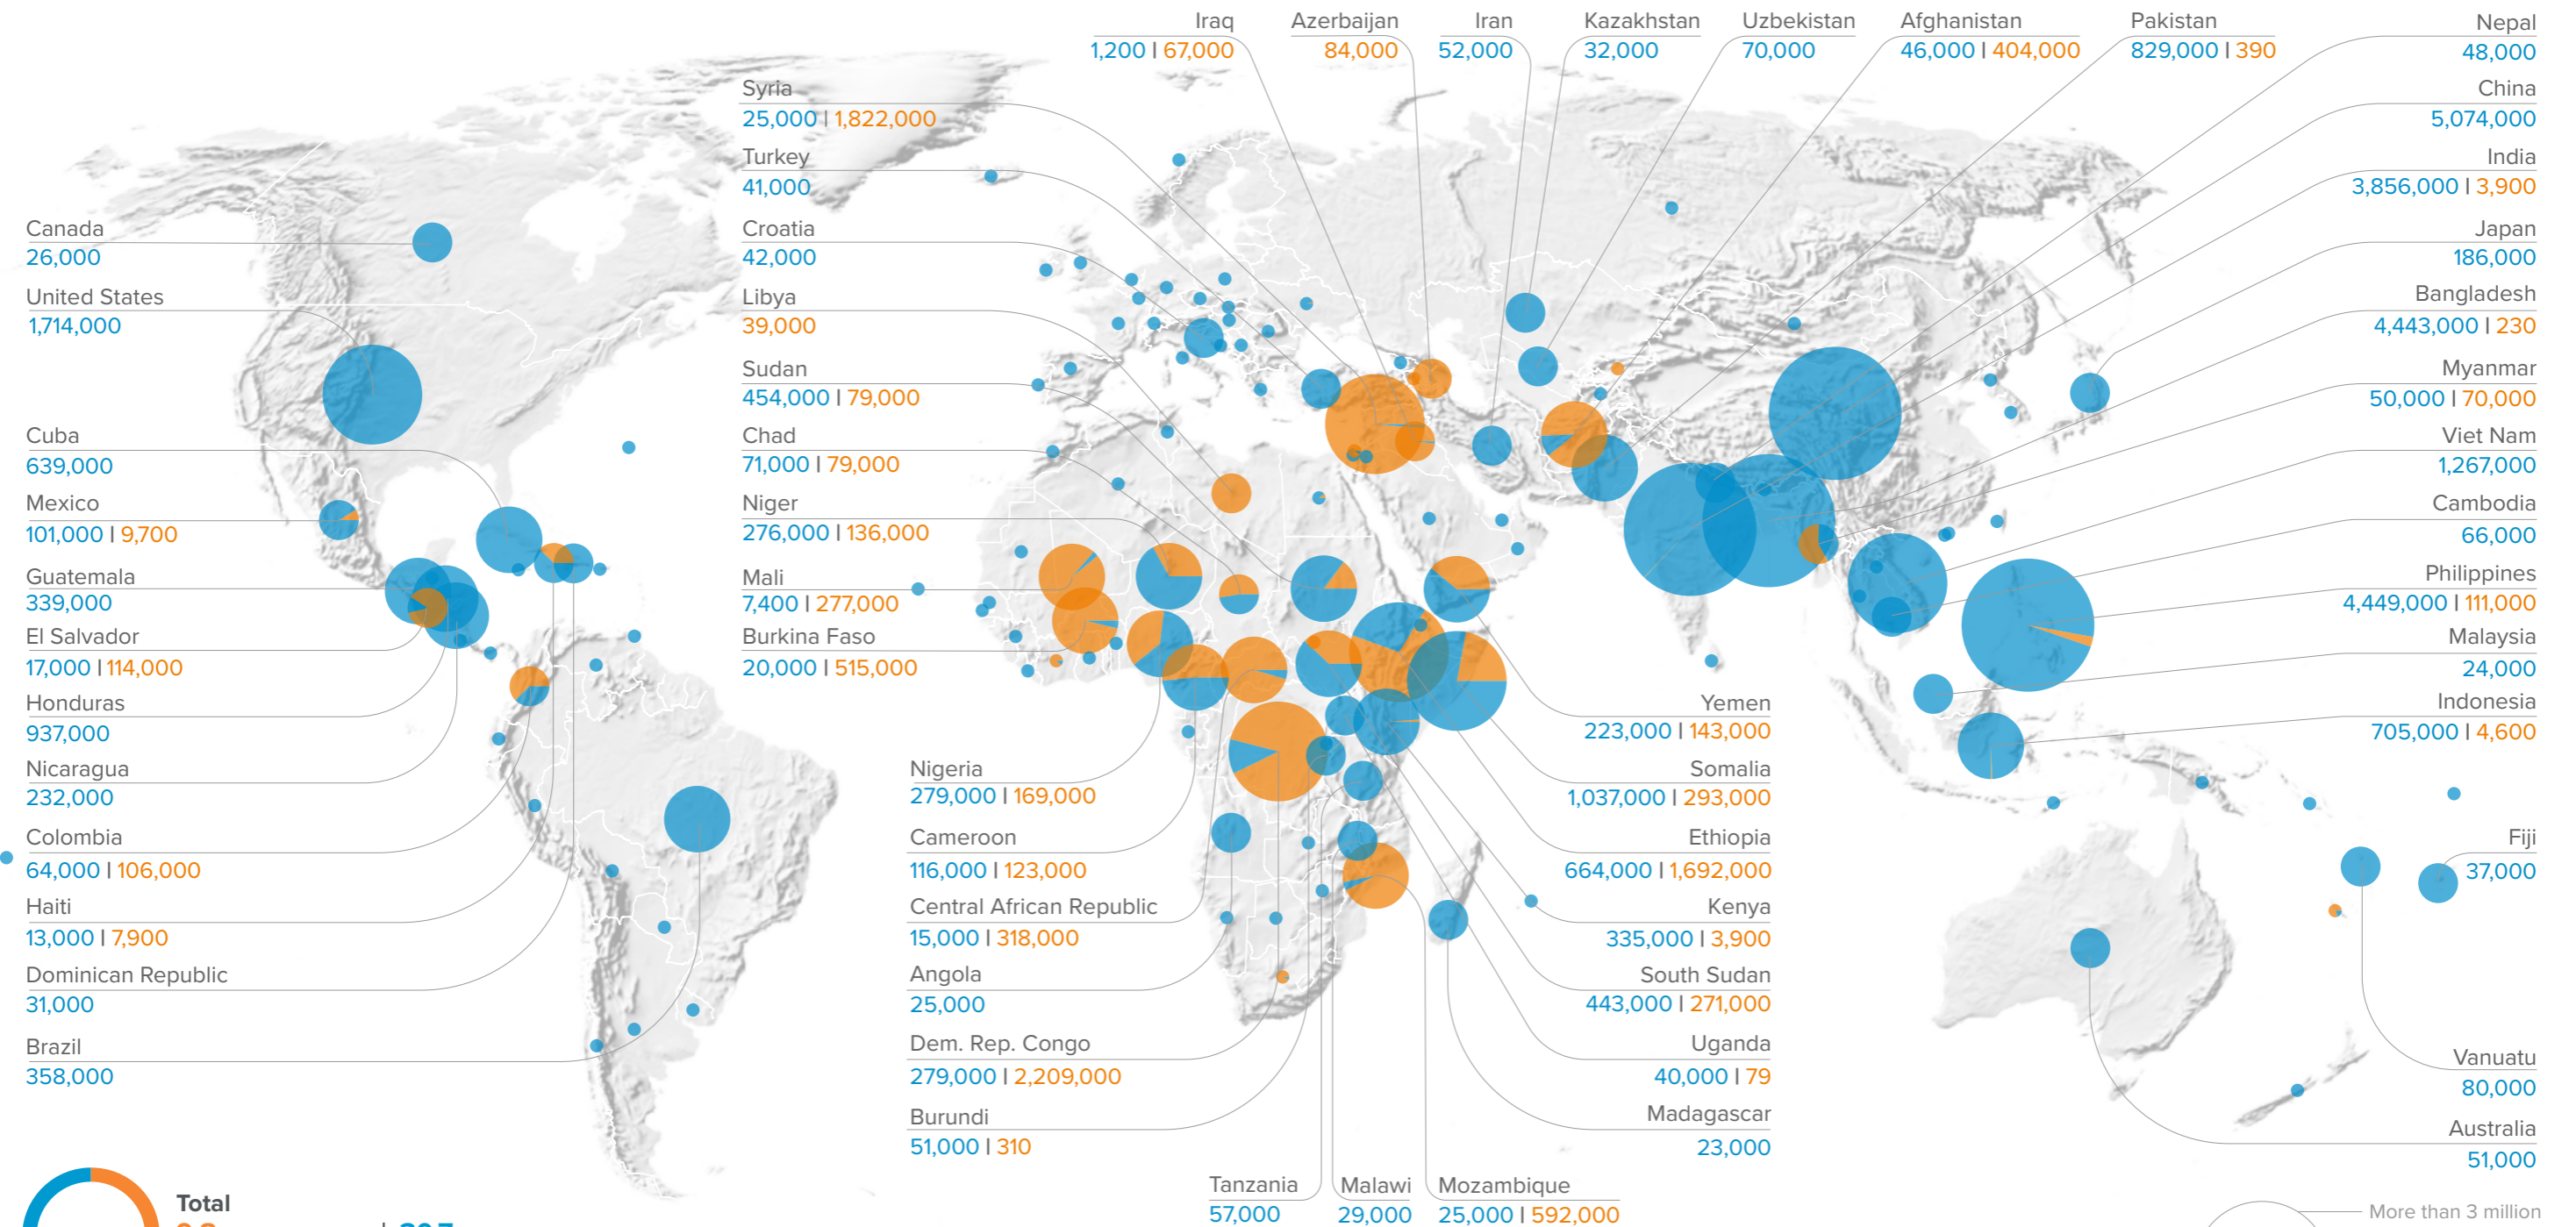 Iraq
1,200 | 67,000
Azerbaijan
84,000
Iran
52,000
Kazakhstan
32,000
Uzbekistan
70,000
Afghanistan
46,000 | 404,000
Pakistan
829,000 | 390
Nepal
48,000
China
5,074,000
India
3,856,000 | 3,900
Japan
186,000
Bangladesh
4,443,000 | 230
Myanmar
50,000 | 70,000
Viet Nam
1,267,000
Cambodia
66,000
Philippines
4,449,000 | 111,000
Malaysia
24,000
Indonesia
705,000 | 4,600
Fiji
37,000
Vanuatu
80,000
Australia
51,000
Syria
25,000 | 1,822,000
Turkey
41,000
Croatia
42,000
Libya
39,000
Sudan
454,000 | 79,000
Chad
71,000 | 79,000
Niger
276,000 | 136,000
Mali
7,400 | 277,000
Burkina Faso
20,000 | 515,000
Canada
26,000
United States
1,714,000
Cuba
639,000
Mexico
101,000 | 9,700
Guatemala
339,000
El Salvador
17,000 | 114,000
Honduras
937,000
Nicaragua
232,000
Colombia
64,000 | 106,000
Haiti
13,000 | 7,900
Dominican Republic
31,000
Brazil
358,000
Nigeria
279,000 | 169,000
Cameroon
116,000 | 123,000
Central African Republic
15,000 | 318,000
Angola
25,000
Dem. Rep. Congo
279,000 | 2,209,000
Burundi
51,000 | 310
Tanzania
57,000
Malawi
29,000
Mozambique
25,000 | 592,000
Yemen
223,000 | 143,000
Somalia
1,037,000 | 293,000
Ethiopia
664,000 | 1,692,000
Kenya
335,000 | 3,900
South Sudan
443,000 | 271,000
Uganda
40,000 | 79
Madagascar
23,000
Total
More than 3 million